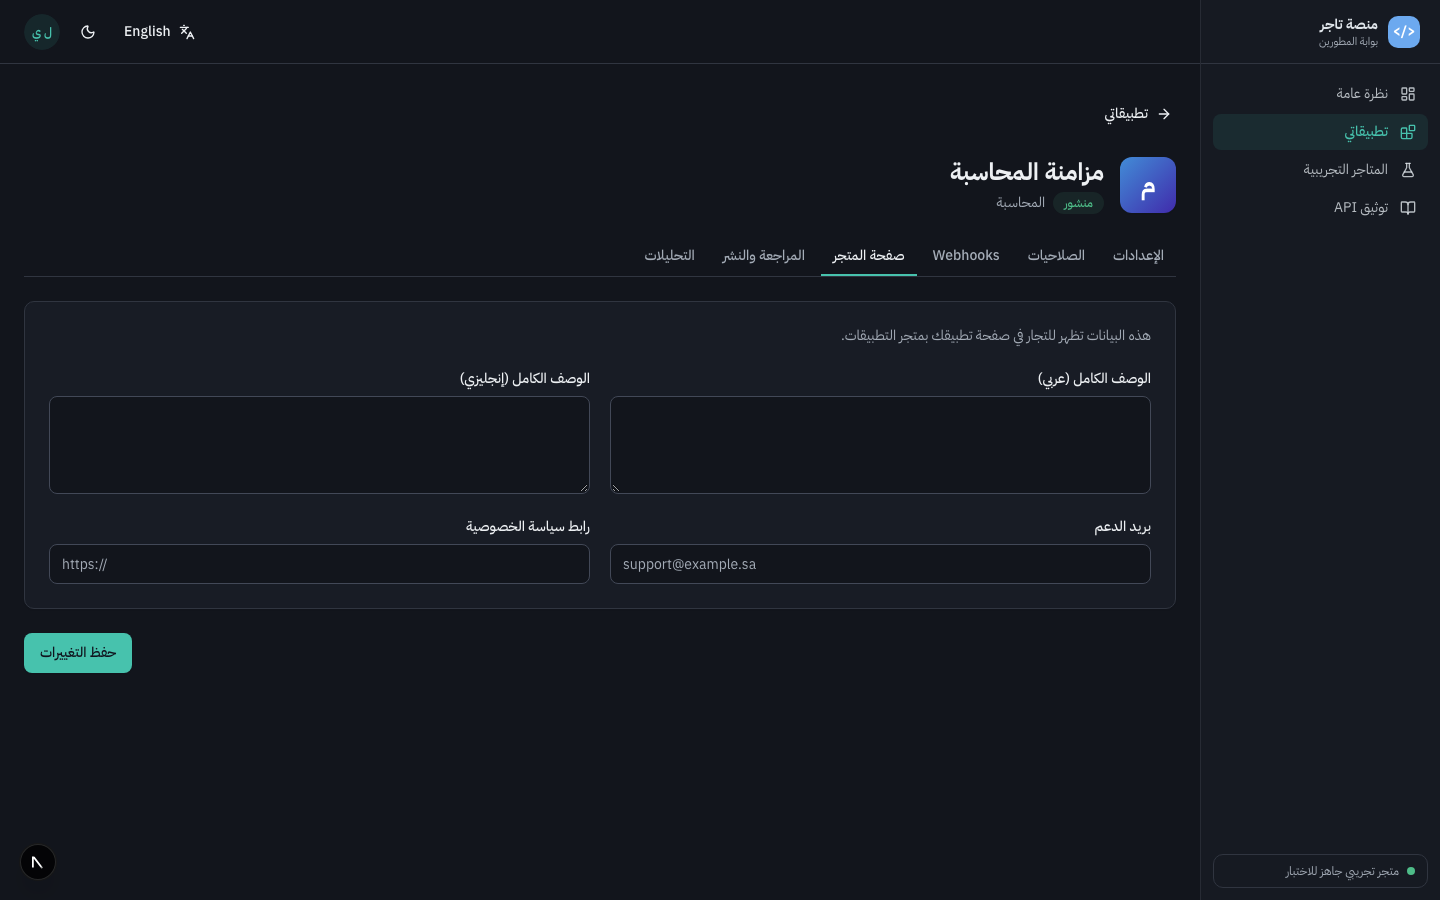 منصة تاجر
بوابة المطورين
</>
English
ل ي
نظرة عامة
تطبيقاتي
المتاجر التجريبية
توثيق API
متجر تجريبي جاهز للاختبار
تطبيقاتي
م
مزامنة المحاسبة
منشور
المحاسبة
الإعدادات
الصلاحيات
Webhooks
صفحة المتجر
المراجعة والنشر
التحليلات
هذه البيانات تظهر للتجار في صفحة تطبيقك بمتجر التطبيقات.
الوصف الكامل (عربي)
الوصف الكامل (إنجليزي)
بريد الدعم
support@example.sa
رابط سياسة الخصوصية
https://
حفظ التغييرات